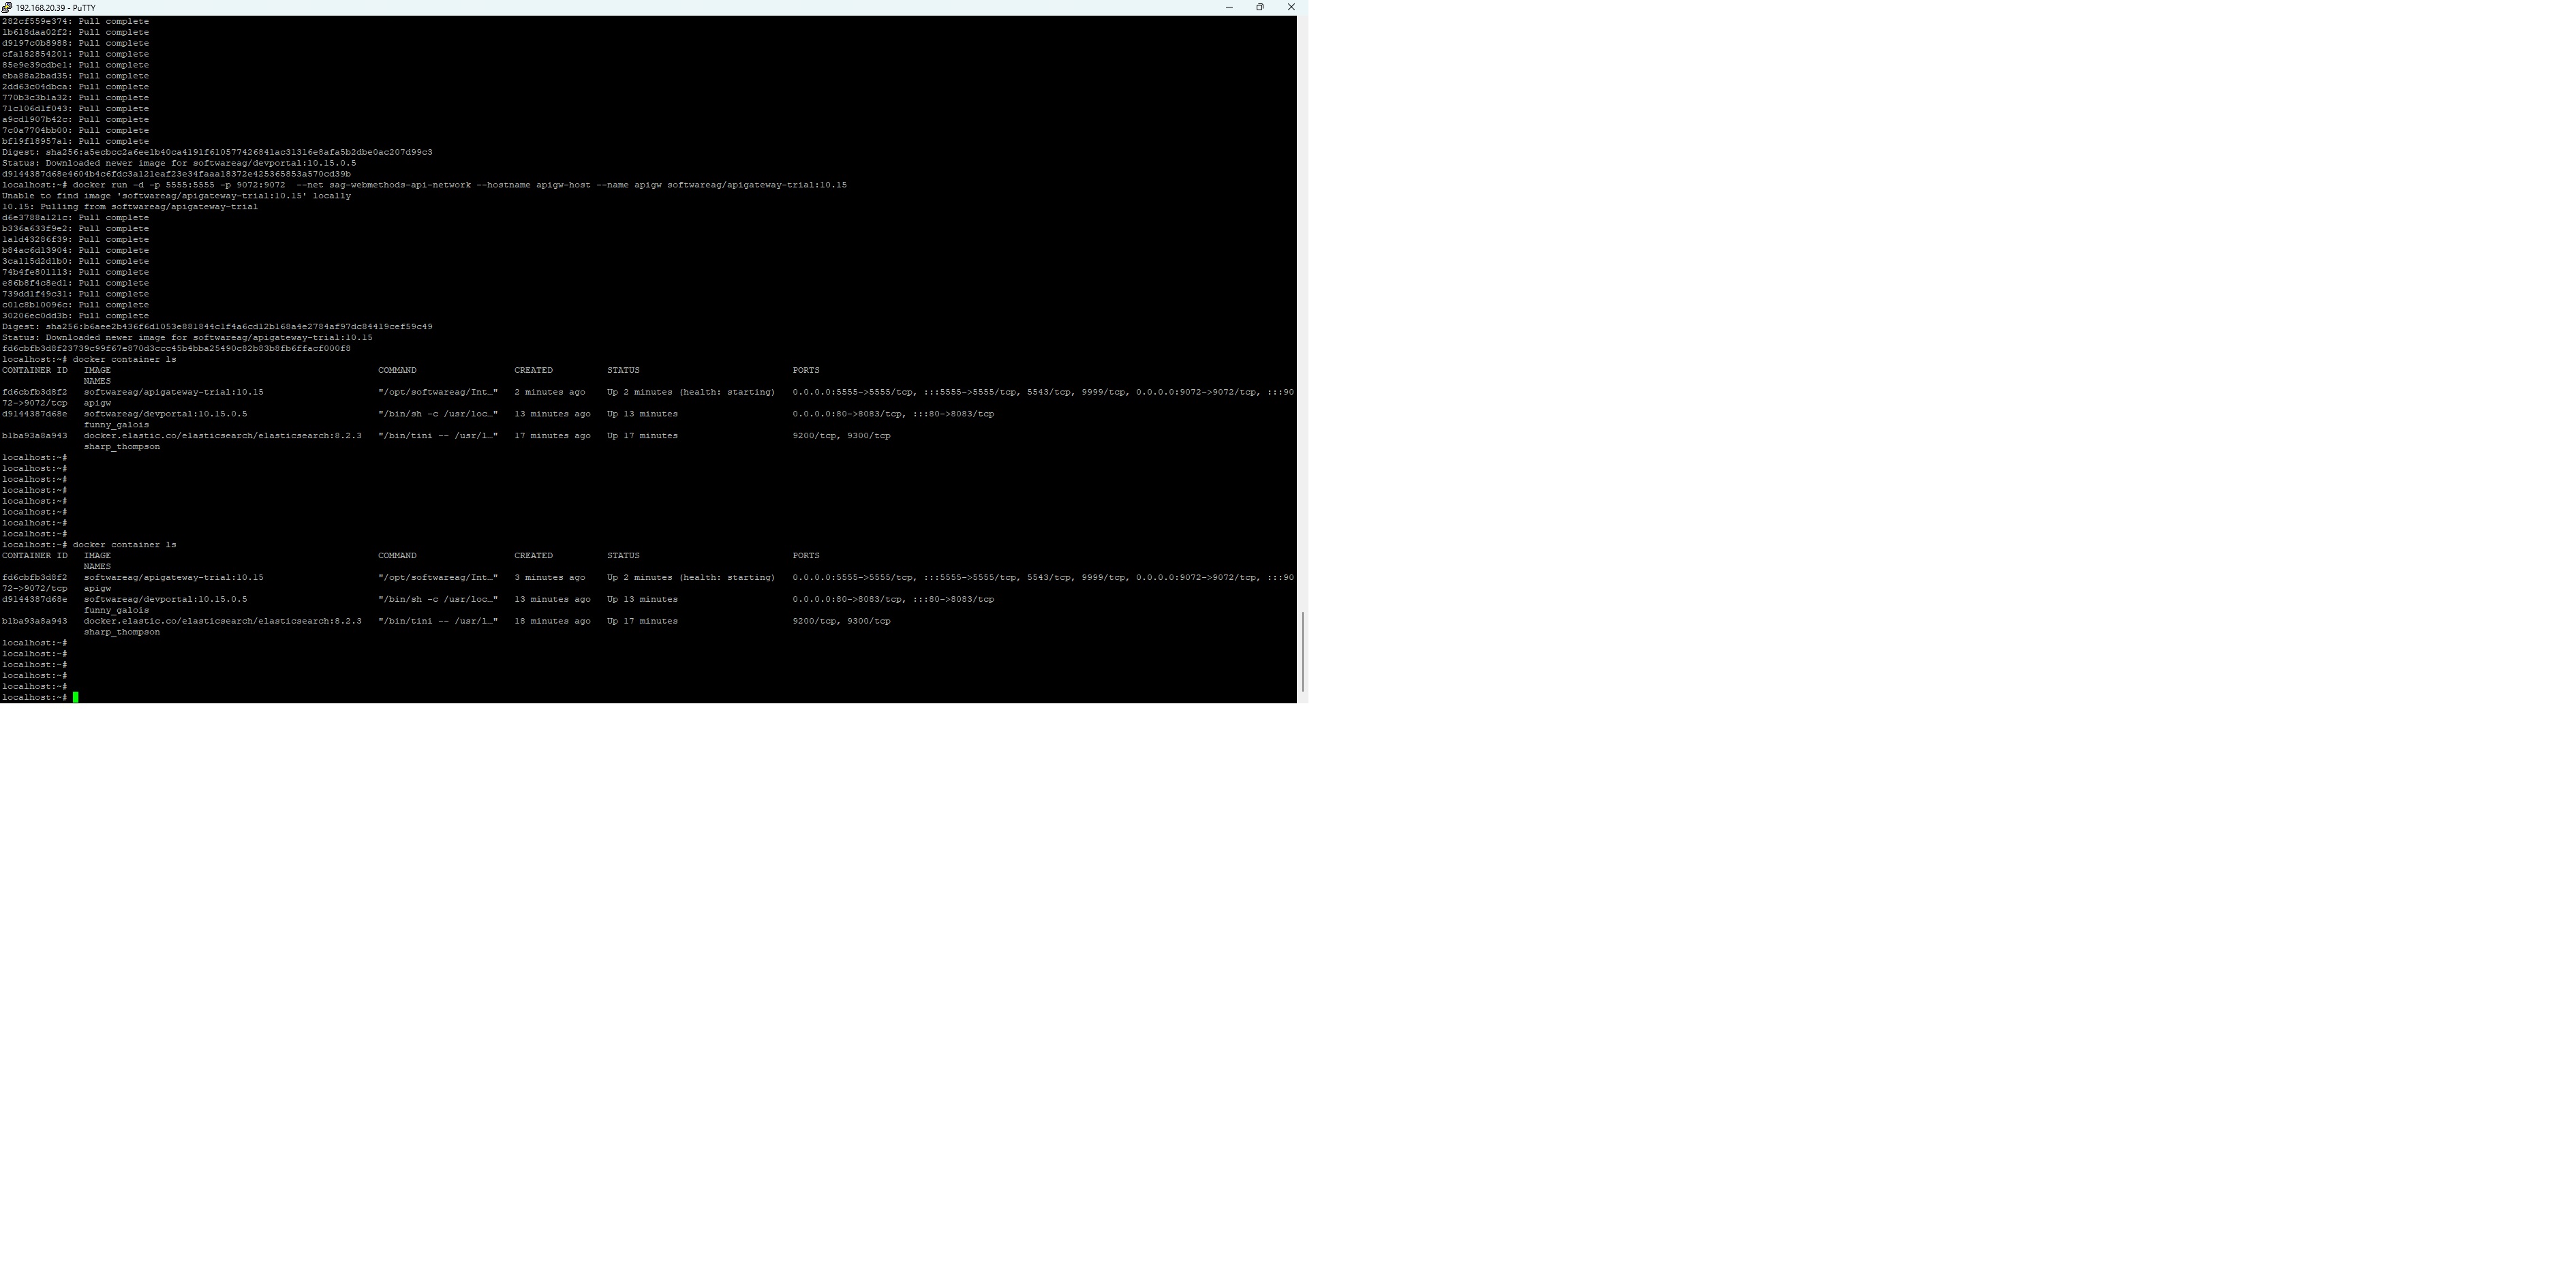 192.168.20.39 - PuTTY
282cf559e374: Pull complete
1b618daa02f2: Pull complete
d9197c0b8988: Pull complete
cfa182854201: Pull complete
85e9e39cdbe1: Pull complete
eba88a2bad35: Pull complete
2dd63c04dbca: Pull complete
770b3c3b1a32: Pull complete
71c106d1f043: Pull complete
a9cd1907b42c: Pull complete
7c0a7704bb00: Pull complete
bf19f18957a1: Pull complete
Digest: sha256:a5ecbcc2a6ee1b40ca4191f610577426841ac31316e8afa5b2dbe0ac207d99c3
Status: Downloaded newer image for softwareag/devportal:10.15.0.5
d9144387d68e4604b4c6fdc3a121eaf23e34faaa18372e425365853a570cd39b
localhost:~# docker run -d -p 5555:5555 -p 9072:9072  --net sag-webmethods-api-network --hostname apigw-host --name apigw softwareag/apigateway-trial:10.15
Unable to find image 'softwareag/apigateway-trial:10.15' locally
10.15: Pulling from softwareag/apigateway-trial
d6e3788a121c: Pull complete
b336a633f9e2: Pull complete
1a1d43286f39: Pull complete
b84ac6d13904: Pull complete
3ca115d2d1b0: Pull complete
74b4fe801113: Pull complete
e86b8f4c8ed1: Pull complete
739dd1f49c31: Pull complete
c01c8b10096c: Pull complete
30206ec0dd3b: Pull complete
Digest: sha256:b6aee2b436f6d1053e881844c1f4a6cd12b168a4e2784af97dc84419cef59c49
Status: Downloaded newer image for softwareag/apigateway-trial:10.15
fd6cbfb3d8f23739c99f67e870d3ccc45b4bba25490c82b83b8fb6ffacf000f8
localhost:~# docker container ls
CONTAINER ID   IMAGE                                                 COMMAND                  CREATED          STATUS                            PORTS
               NAMES
fd6cbfb3d8f2   softwareag/apigateway-trial:10.15                     "/opt/softwareag/Int…"   2 minutes ago    Up 2 minutes (health: starting)   0.0.0.0:5555->5555/tcp, :::5555->5555/tcp, 5543/tcp, 9999/tcp, 0.0.0.0:9072->9072/tcp, :::90
72->9072/tcp   apigw
d9144387d68e   softwareag/devportal:10.15.0.5                        "/bin/sh -c /usr/loc…"   13 minutes ago   Up 13 minutes                     0.0.0.0:80->8083/tcp, :::80->8083/tcp
               funny_galois
b1ba93a8a943   docker.elastic.co/elasticsearch/elasticsearch:8.2.3   "/bin/tini -- /usr/l…"   17 minutes ago   Up 17 minutes                     9200/tcp, 9300/tcp
               sharp_thompson
localhost:~#
localhost:~#
localhost:~#
localhost:~#
localhost:~#
localhost:~#
localhost:~#
localhost:~#
localhost:~# docker container ls
CONTAINER ID   IMAGE                                                 COMMAND                  CREATED          STATUS                            PORTS
               NAMES
fd6cbfb3d8f2   softwareag/apigateway-trial:10.15                     "/opt/softwareag/Int…"   3 minutes ago    Up 2 minutes (health: starting)   0.0.0.0:5555->5555/tcp, :::5555->5555/tcp, 5543/tcp, 9999/tcp, 0.0.0.0:9072->9072/tcp, :::90
72->9072/tcp   apigw
d9144387d68e   softwareag/devportal:10.15.0.5                        "/bin/sh -c /usr/loc…"   13 minutes ago   Up 13 minutes                     0.0.0.0:80->8083/tcp, :::80->8083/tcp
               funny_galois
b1ba93a8a943   docker.elastic.co/elasticsearch/elasticsearch:8.2.3   "/bin/tini -- /usr/l…"   18 minutes ago   Up 17 minutes                     9200/tcp, 9300/tcp
               sharp_thompson
localhost:~#
localhost:~#
localhost:~#
localhost:~#
localhost:~#
localhost:~#